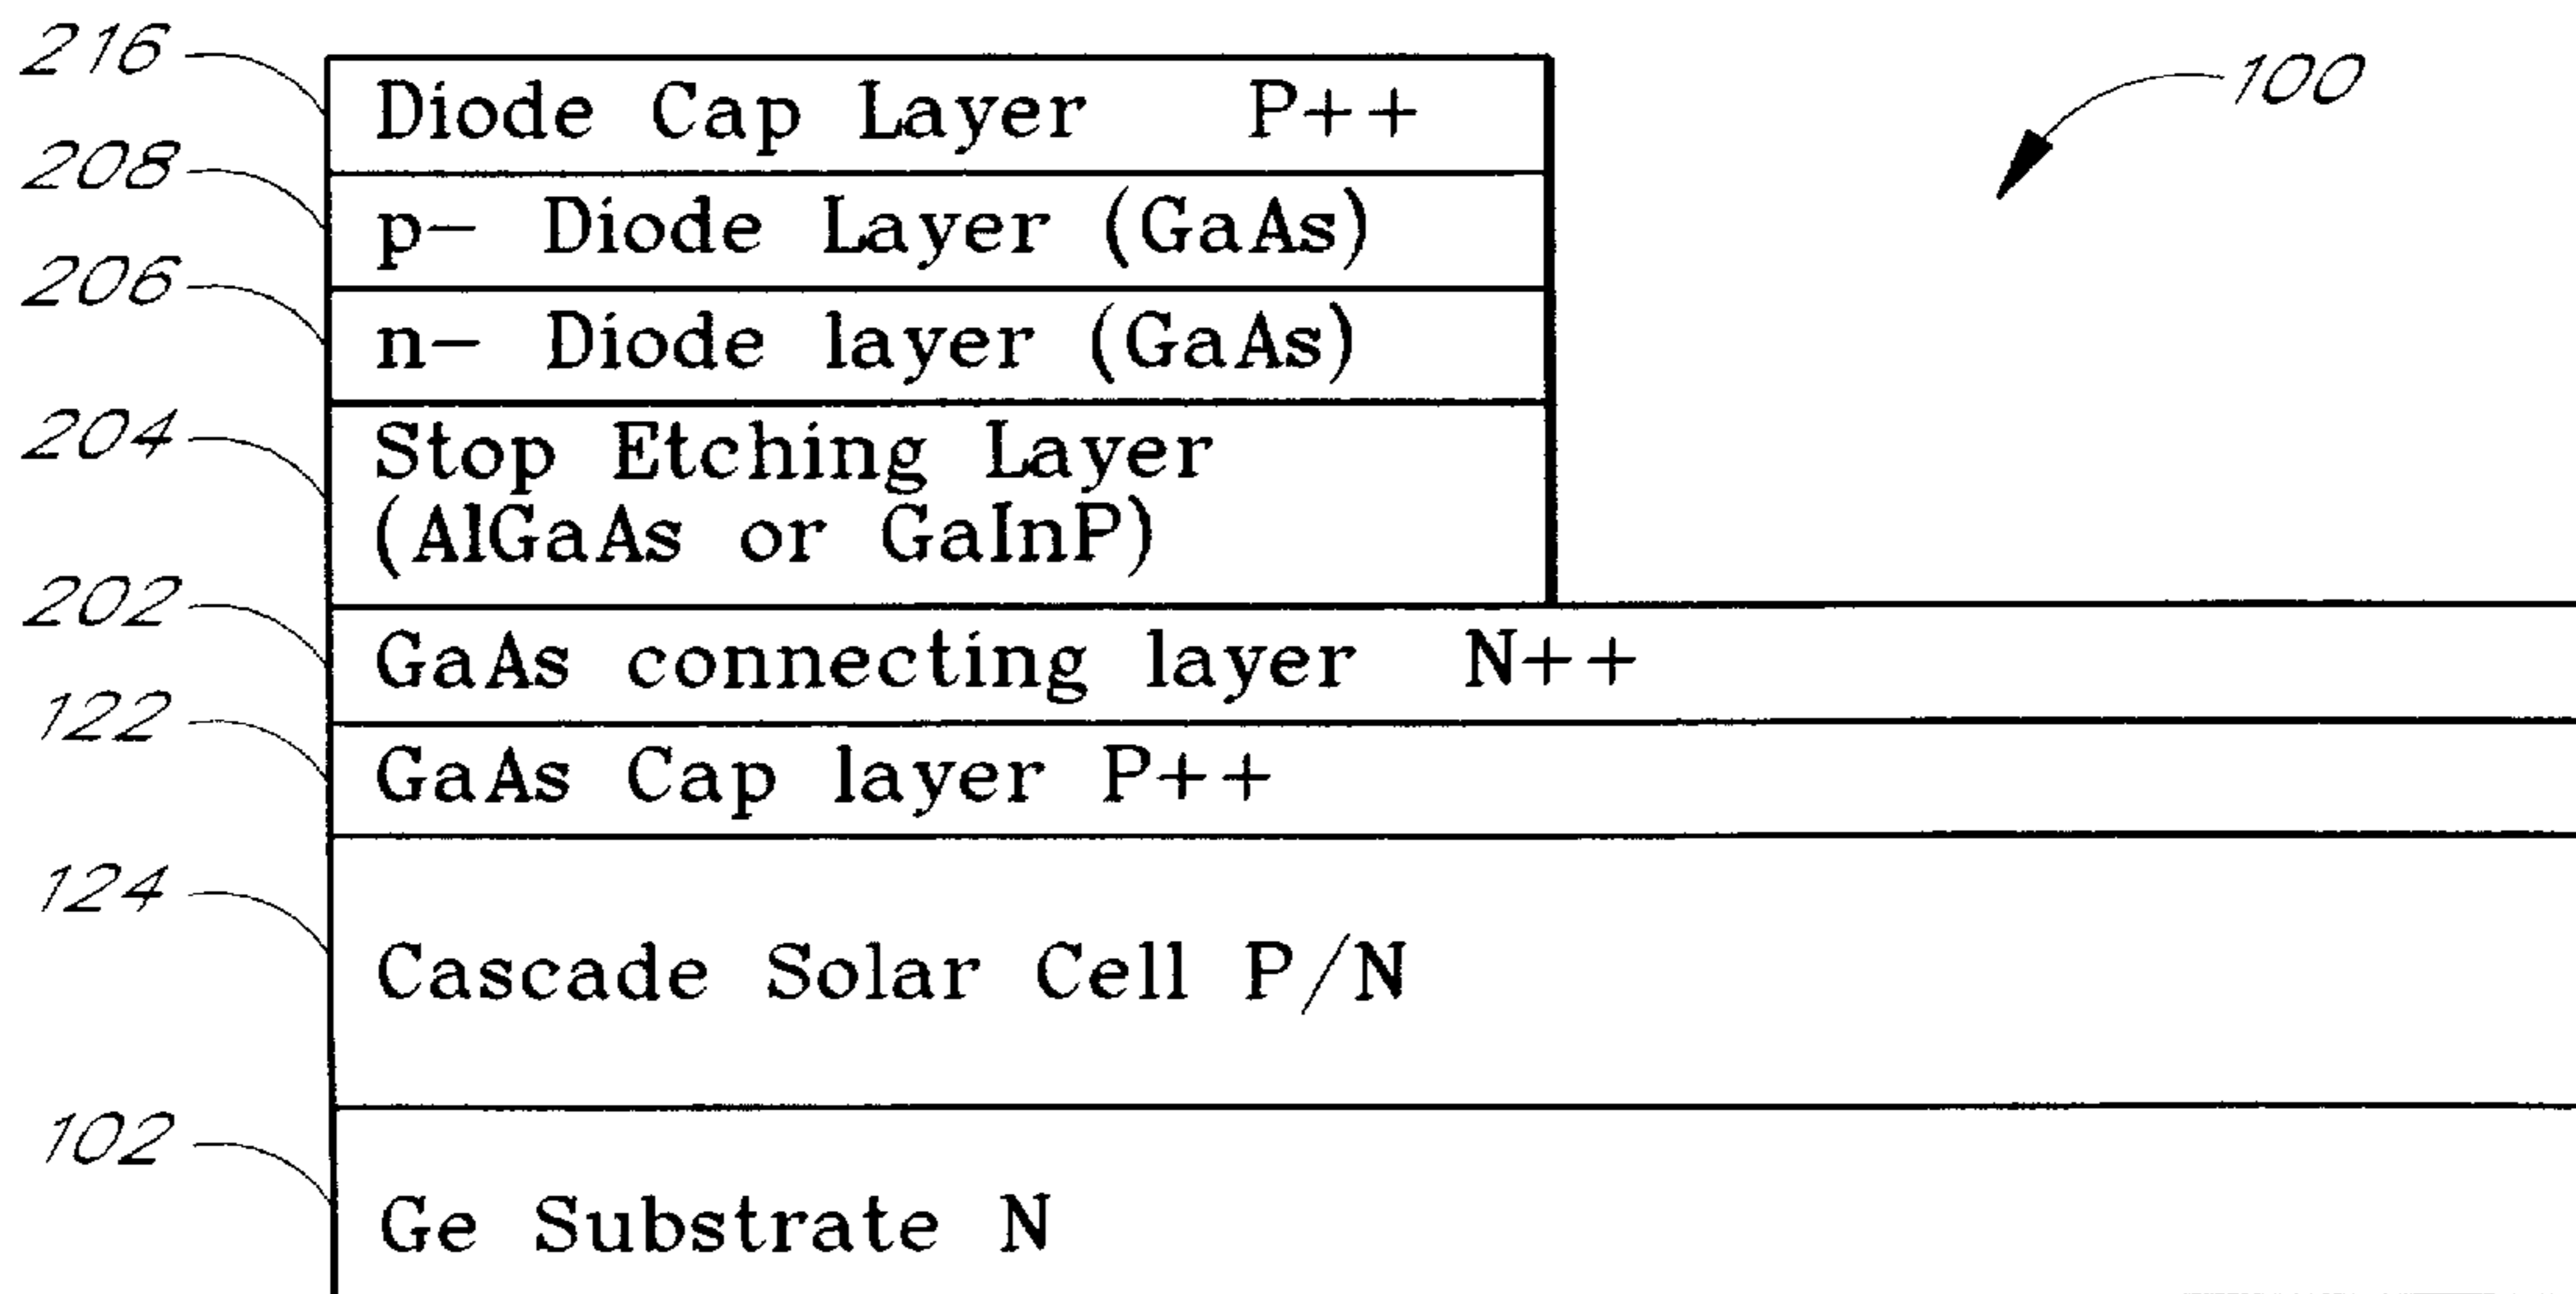 216
Diode Cap Layer P++
100
208
p- Diode Layer (GaAs)
206
n- Diode layer (GaAs)
204
Stop Etching Layer
(AlGaAs or GaInP)
202
GaAs connecting layer N++
122
GaAs Cap layer P++
124
Cascade Solar Cell P/N
102
Ge Substrate N